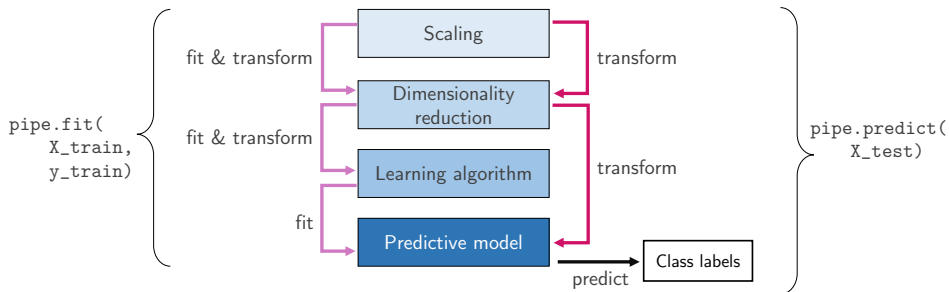 pipe.fit(
X_train,
y_train)
fit & transform
fit & transform
fit
Scaling
Dimensionality
reduction
Learning algorithm
Predictive model
transform
transform
predict
Class labels
pipe.predict(
X_test)